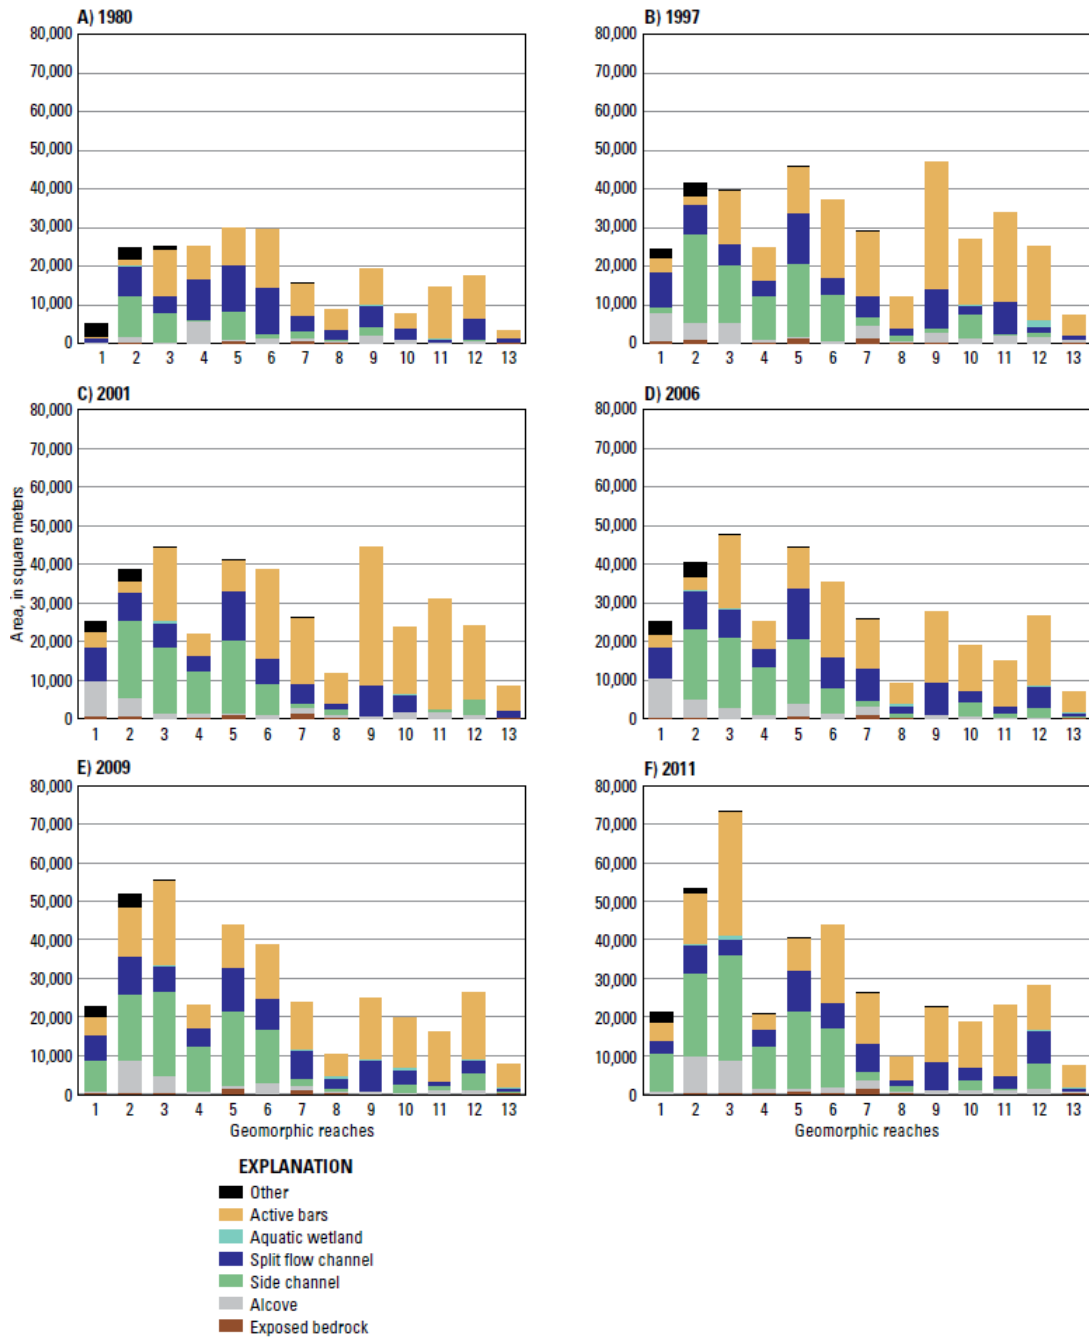 A) 1980
80,000
70,000
60,000
50,000
40,000
30,000
20,000
10,000
0
1 2 3 4 5 6 7 8 9 10 11 12 13
B) 1997
80,000
70,000
60,000
50,000
40,000
30,000
20,000
10,000
0
1 2 3 4 5 6 7 8 9 10 11 12 13
Area, in square meters
C) 2001
80,000
70,000
60,000
50,000
40,000
30,000
20,000
10,000
0
1 2 3 4 5 6 7 8 9 10 11 12 13
D) 2006
80,000
70,000
60,000
50,000
40,000
30,000
20,000
10,000
0
1 2 3 4 5 6 7 8 9 10 11 12 13
E) 2009
80,000
70,000
60,000
50,000
40,000
30,000
20,000
10,000
0
1 2 3 4 5 6 7 8 9 10 11 12 13
Geomorphic reaches
F) 2011
80,000
70,000
60,000
50,000
40,000
30,000
20,000
10,000
0
1 2 3 4 5 6 7 8 9 10 11 12 13
Geomorphic reaches
EXPLANATION
Other
Active bars
Aquatic wetland
Split flow channel
Side channel
Alcove
Exposed bedrock